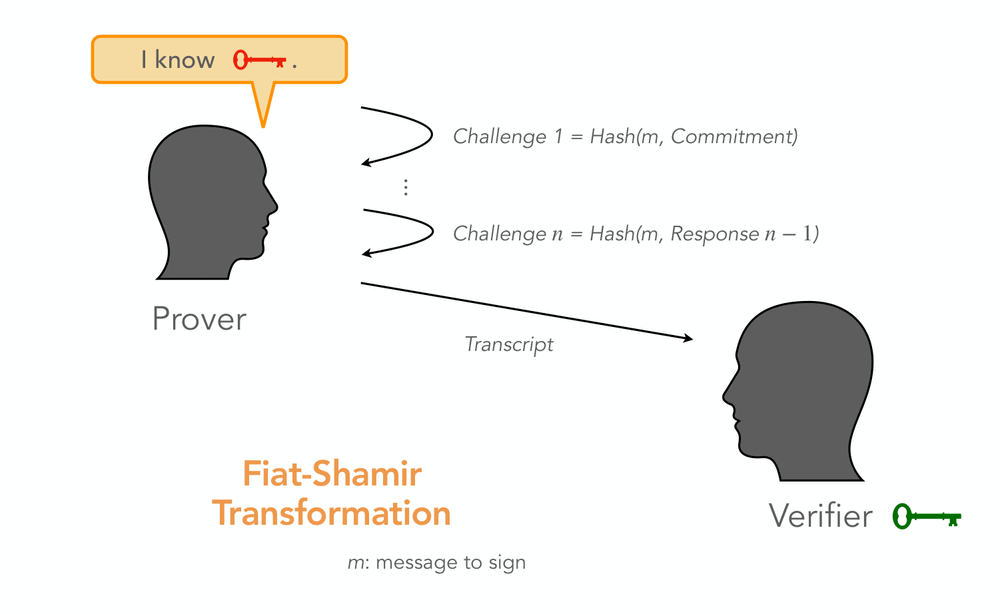 I know .
Challenge 1 = Hash(m, Commitment)
⋮
Challenge n = Hash(m, Response n − 1)
Prover
Transcript
Fiat-Shamir
Transformation
Verifier
m: message to sign